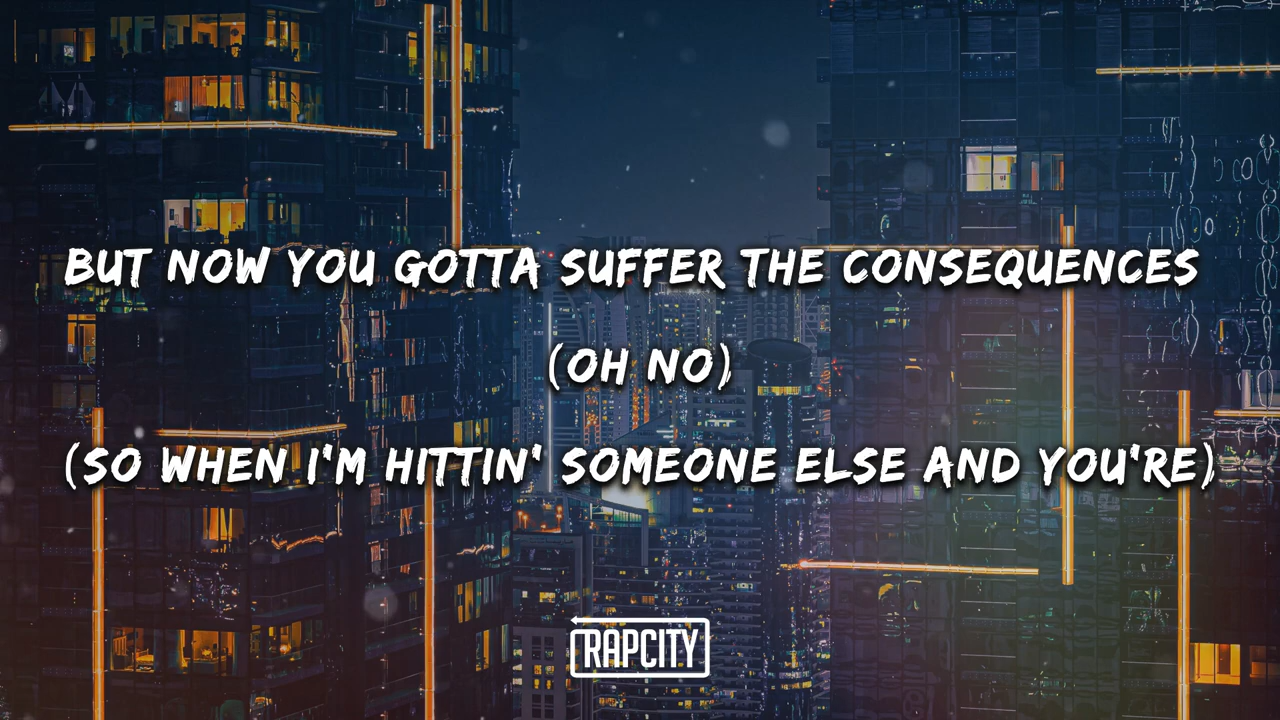 BUT NOW YOU GOTTA SUFFER THE CONSEQUENCES
(OH NO)
(SO WHEN I'M HITTIN' SOMEONE ELSE AND YOU'RE)
RAPCITY